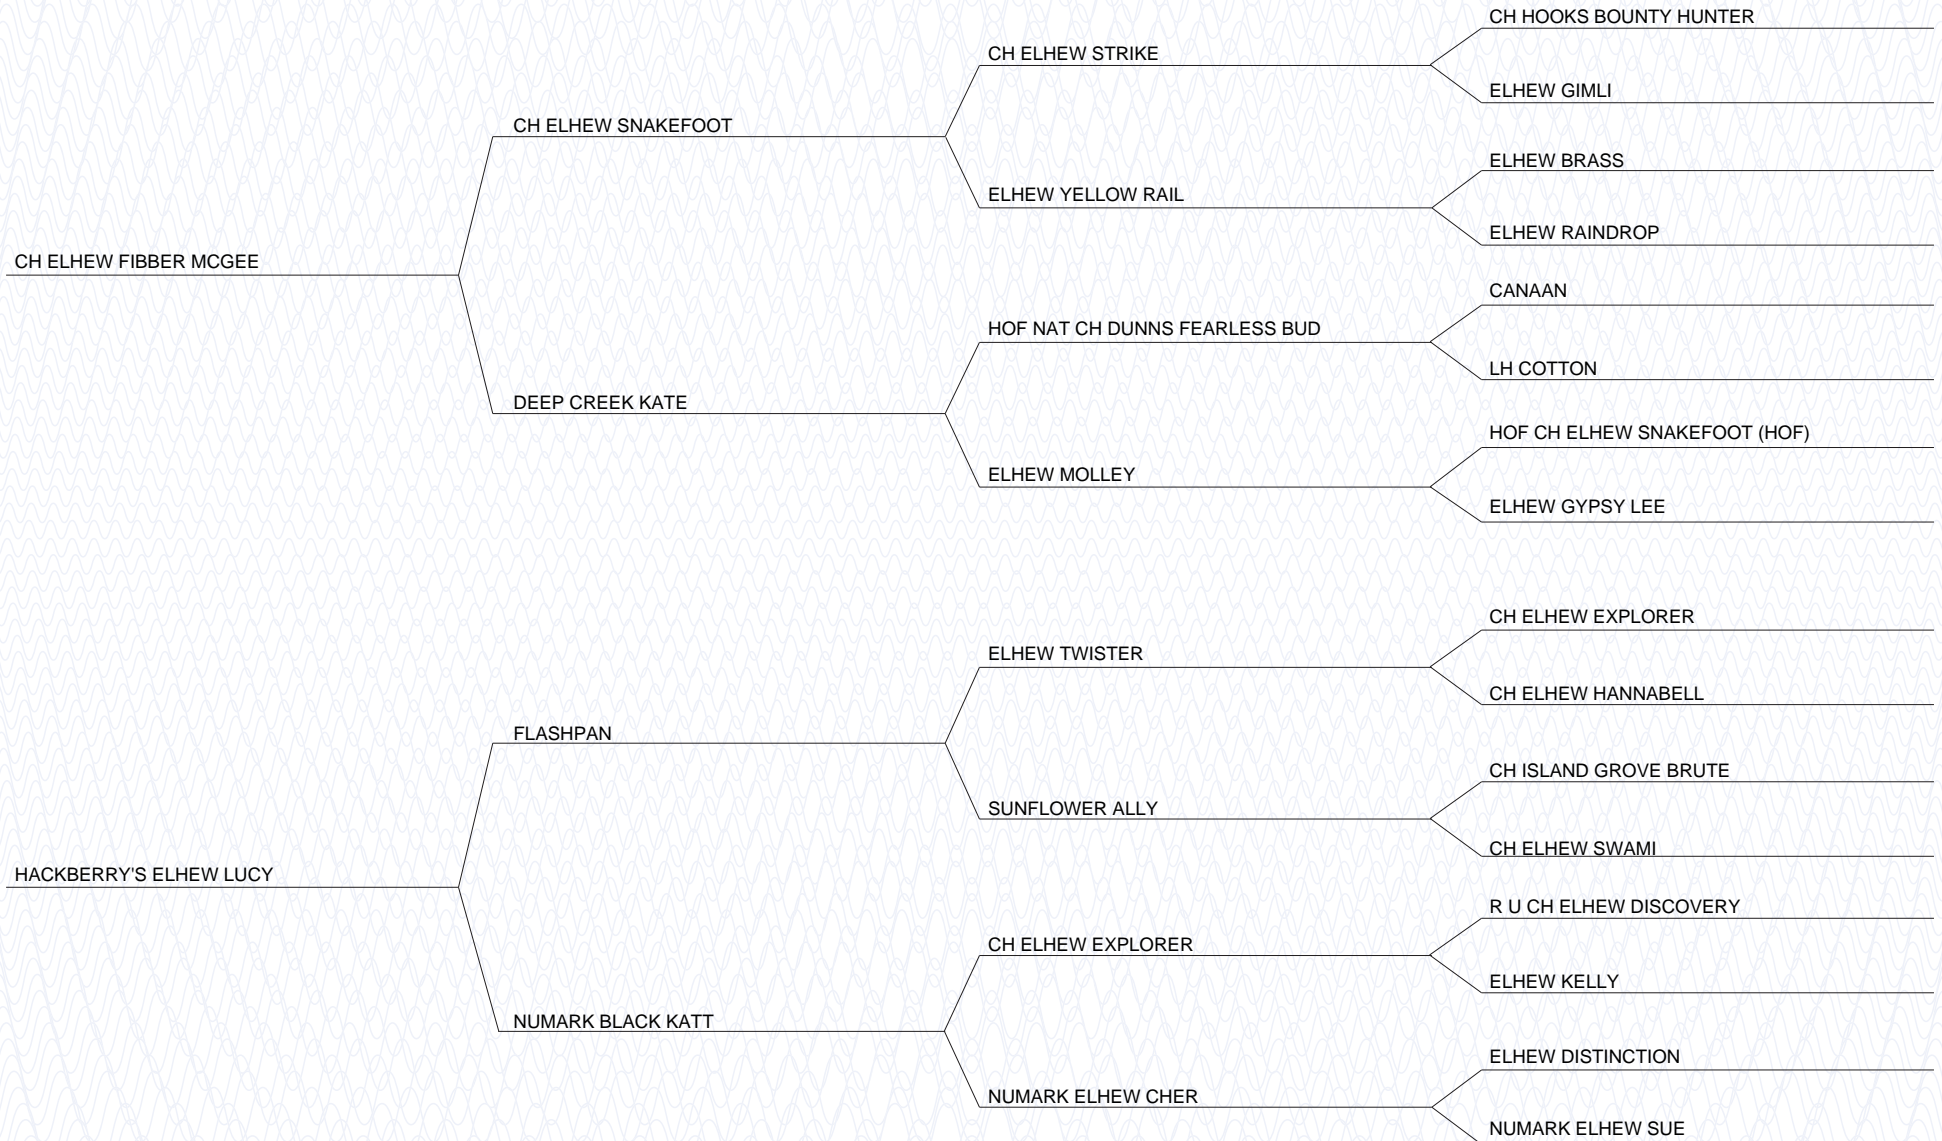 CH HOOKS BOUNTY HUNTER
CH ELHEW STRIKE
ELHEW GIMLI
CH ELHEW SNAKEFOOT
ELHEW BRASS
ELHEW YELLOW RAIL
ELHEW RAINDROP
CH ELHEW FIBBER MCGEE
CANAAN
HOF NAT CH DUNNS FEARLESS BUD
LH COTTON
DEEP CREEK KATE
HOF CH ELHEW SNAKEFOOT (HOF)
ELHEW MOLLEY
ELHEW GYPSY LEE
CH ELHEW EXPLORER
ELHEW TWISTER
CH ELHEW HANNABELL
FLASHPAN
CH ISLAND GROVE BRUTE
SUNFLOWER ALLY
CH ELHEW SWAMI
HACKBERRY'S ELHEW LUCY
R U CH ELHEW DISCOVERY
CH ELHEW EXPLORER
ELHEW KELLY
NUMARK BLACK KATT
ELHEW DISTINCTION
NUMARK ELHEW CHER
NUMARK ELHEW SUE